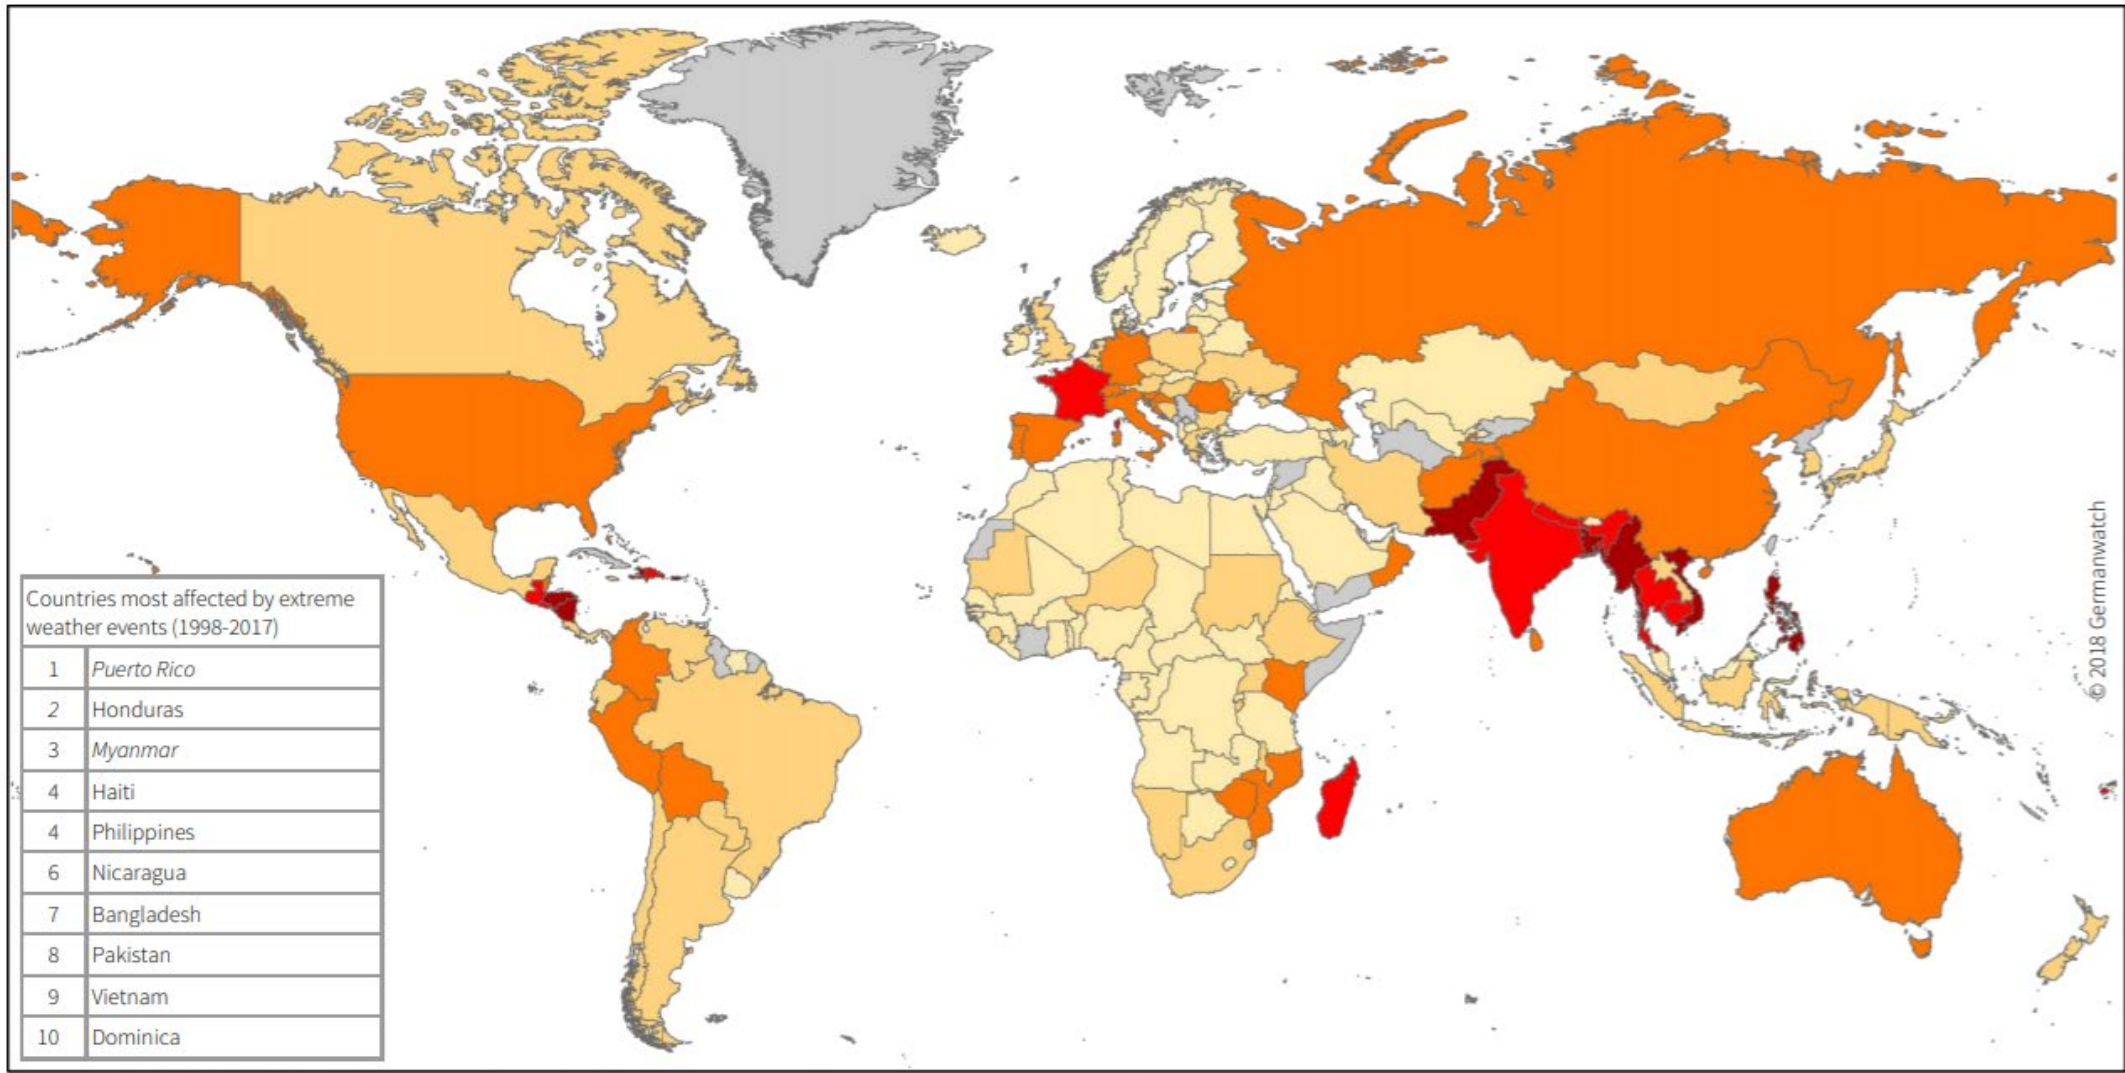 Countries most affected by extreme
weather events (1998-2017)
1 Puerto Rico
2 Honduras
3 Myanmar
4 Haiti
4 Philippines
6 Nicaragua
7 Bangladesh
8 Pakistan
9 Vietnam
10 Dominica
© 2018 Germanwatch